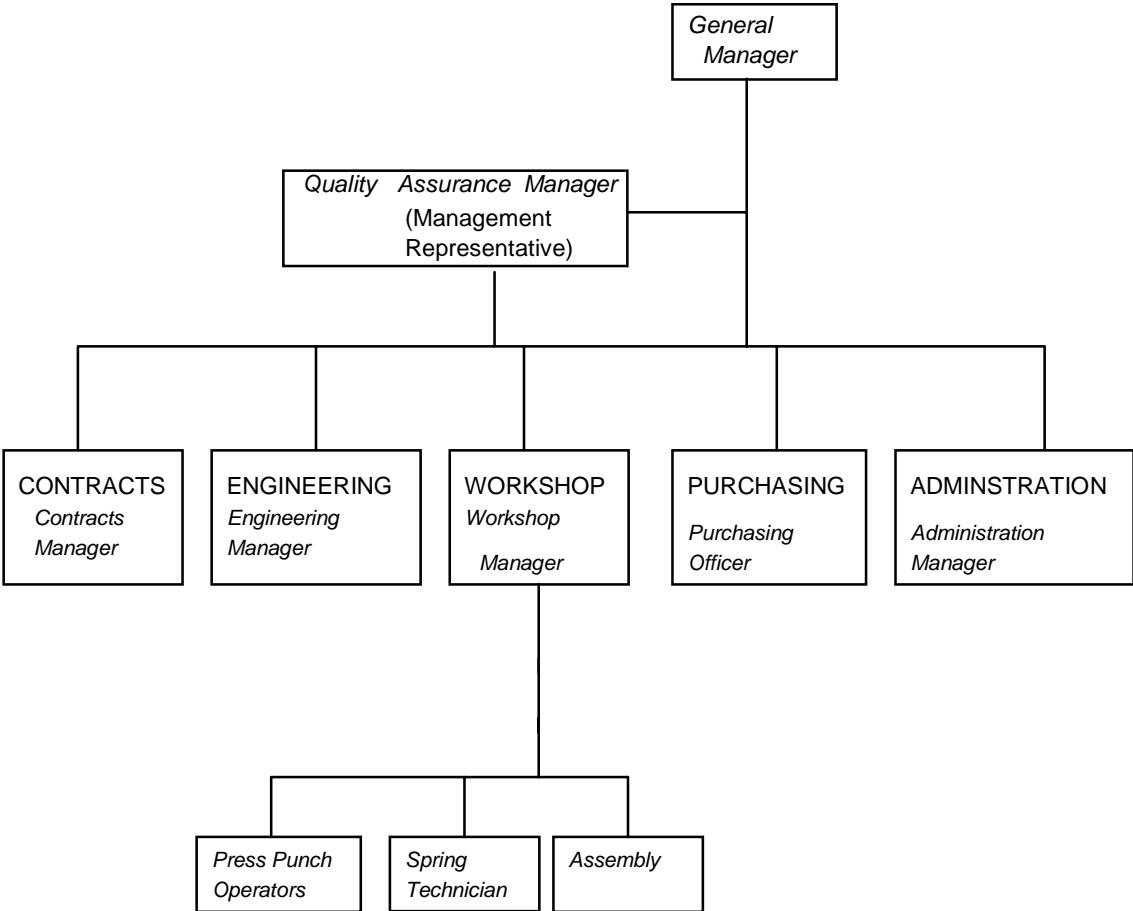 General
Manager
Quality Assurance Manager
(Management
Representative)
CONTRACTS
Contracts
Manager
ENGINEERING
Engineering
Manager
WORKSHOP
Workshop
Manager
PURCHASING
Purchasing
Officer
ADMINSTRATION
Administration
Manager
Press Punch
Operators
Spring
Technician
Assembly